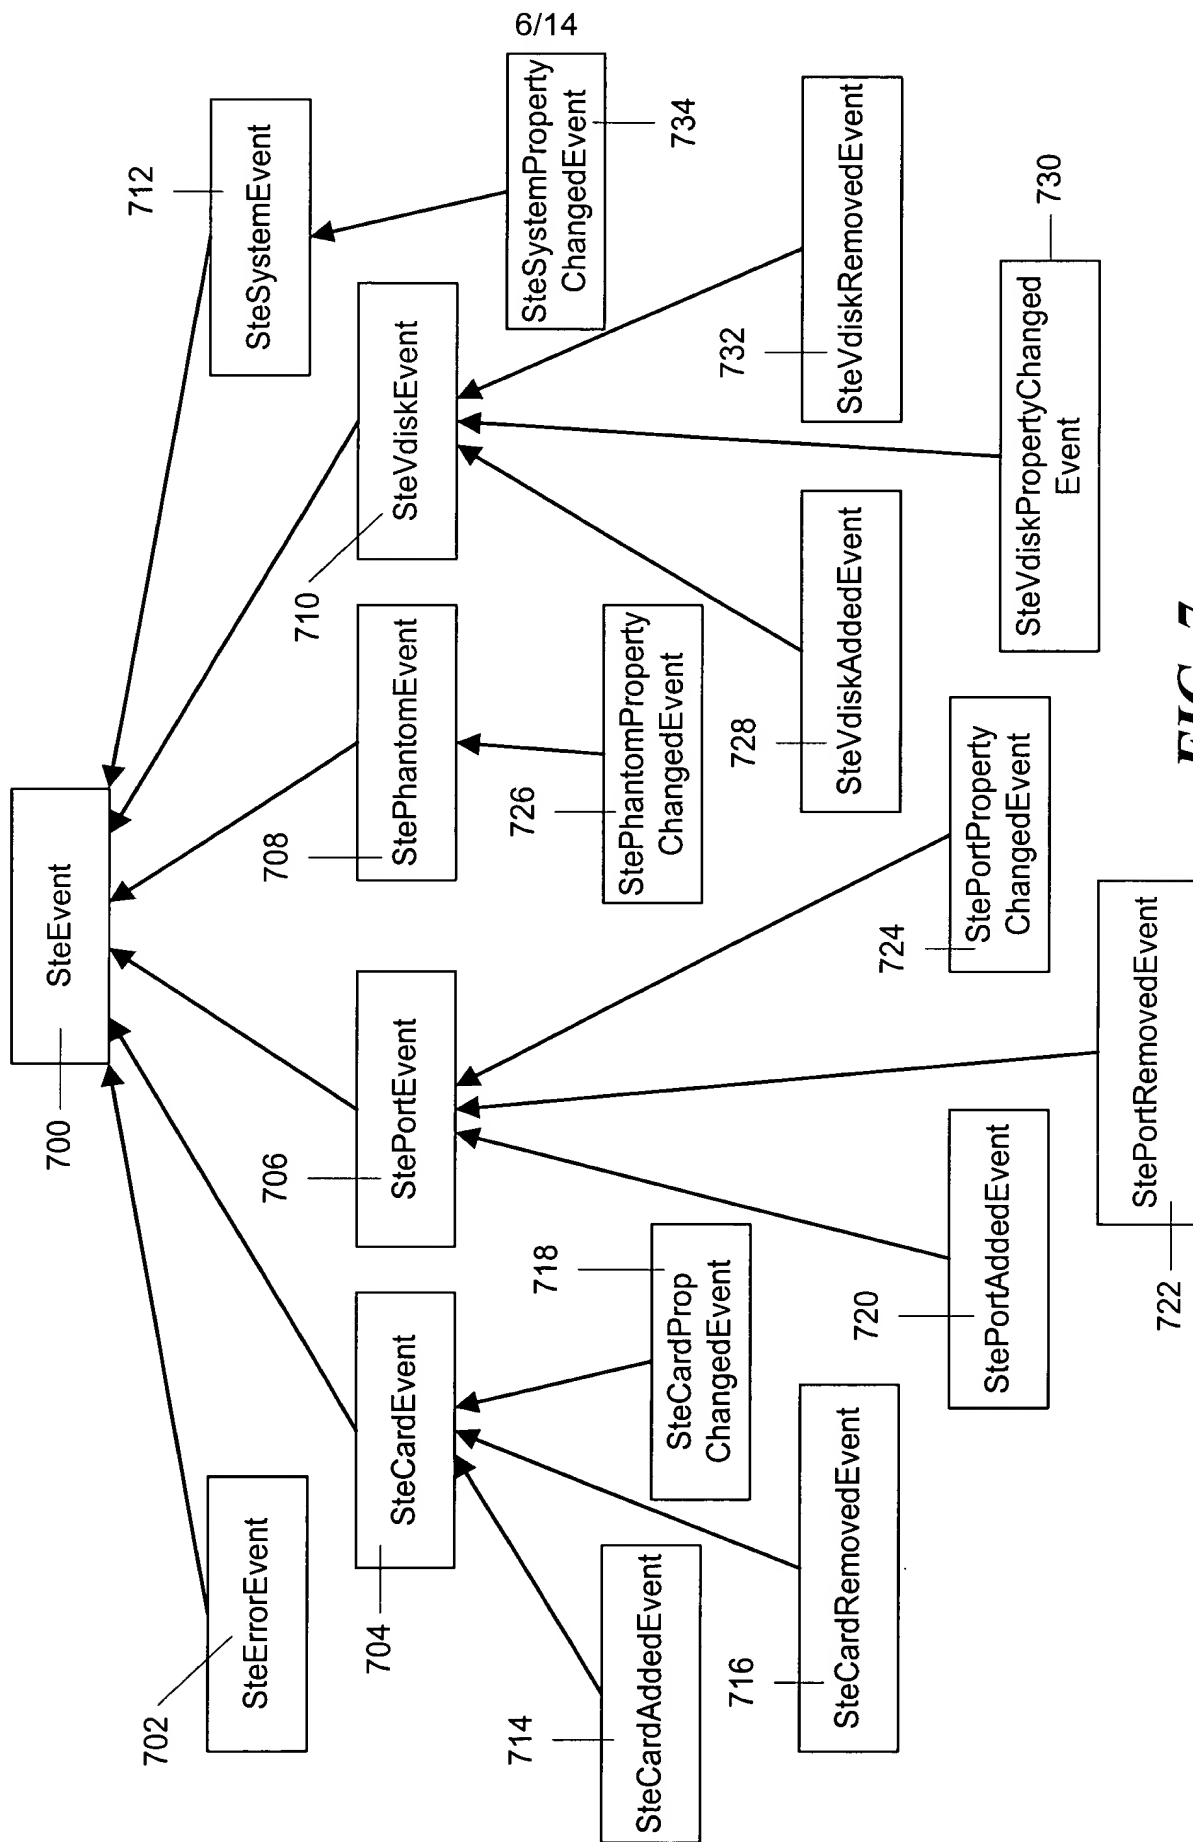 6/14
SteEvent
700
SteErrorEvent
702
SteSystemEvent
712
SteCardEvent
704
StePortEvent
706
StePhantomEvent
708
SteVdiskEvent
710
SteSystemProperty
ChangedEvent
734
SteCardAddedEvent
714
SteCardProp
ChangedEvent
718
StePhantomProperty
ChangedEvent
726
SteCardRemovedEvent
716
SteVdiskAddedEvent
728
SteVdiskRemovedEvent
732
StePortAddedEvent
720
StePortProperty
ChangedEvent
724
SteVdiskPropertyChanged
Event
730
StePortRemovedEvent
722
FIG. 7